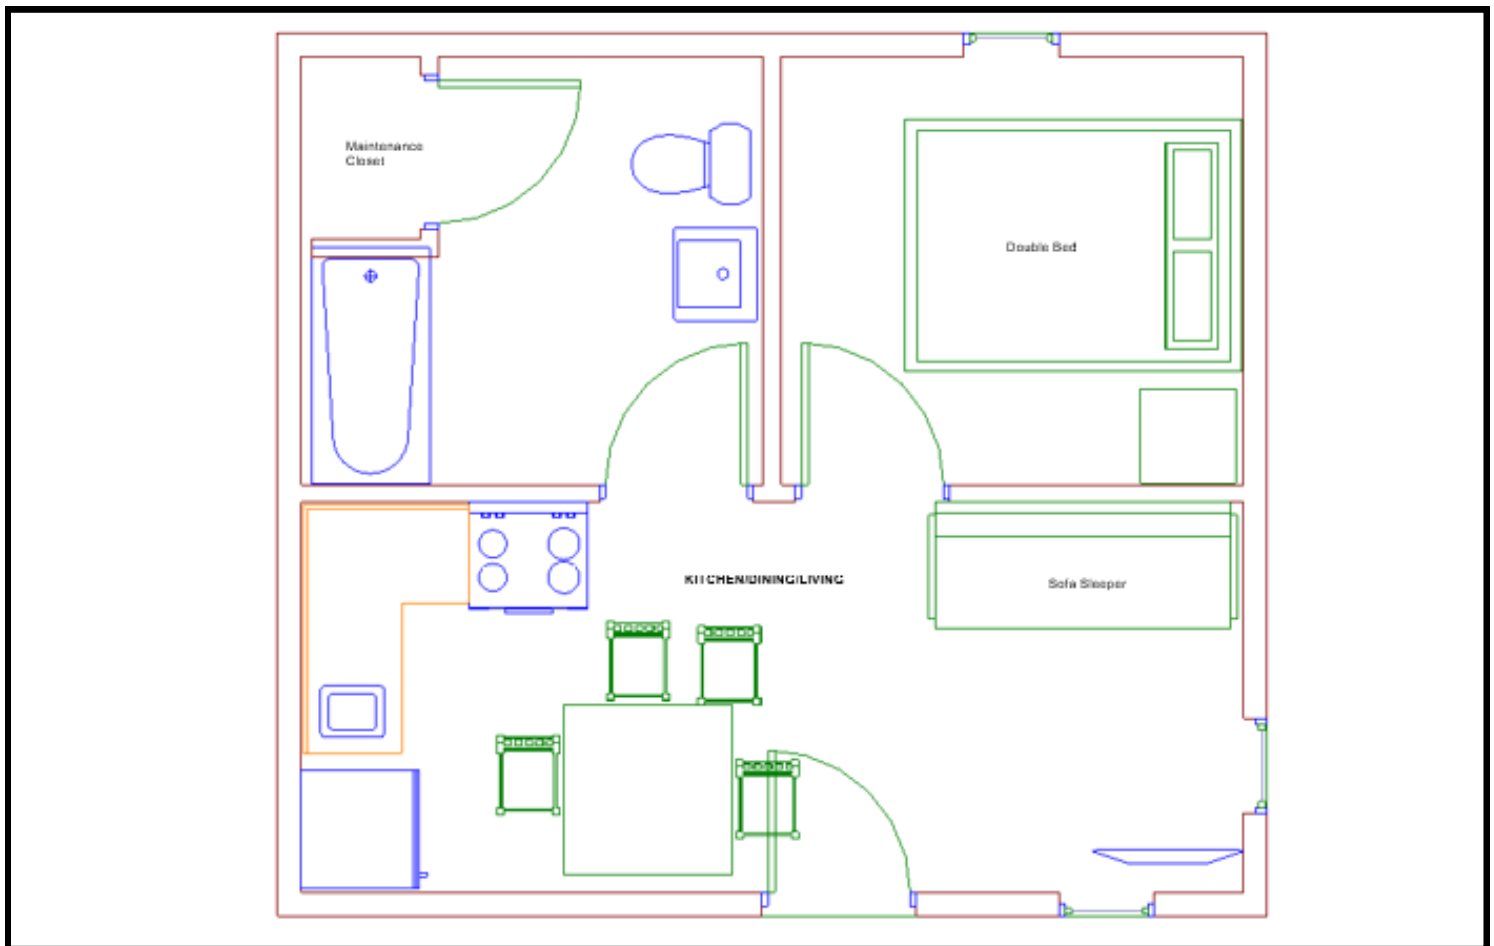 Maintenance
Closet
Double Bed
KITCHEN/DINING/LIVING
Sofa Sleeper